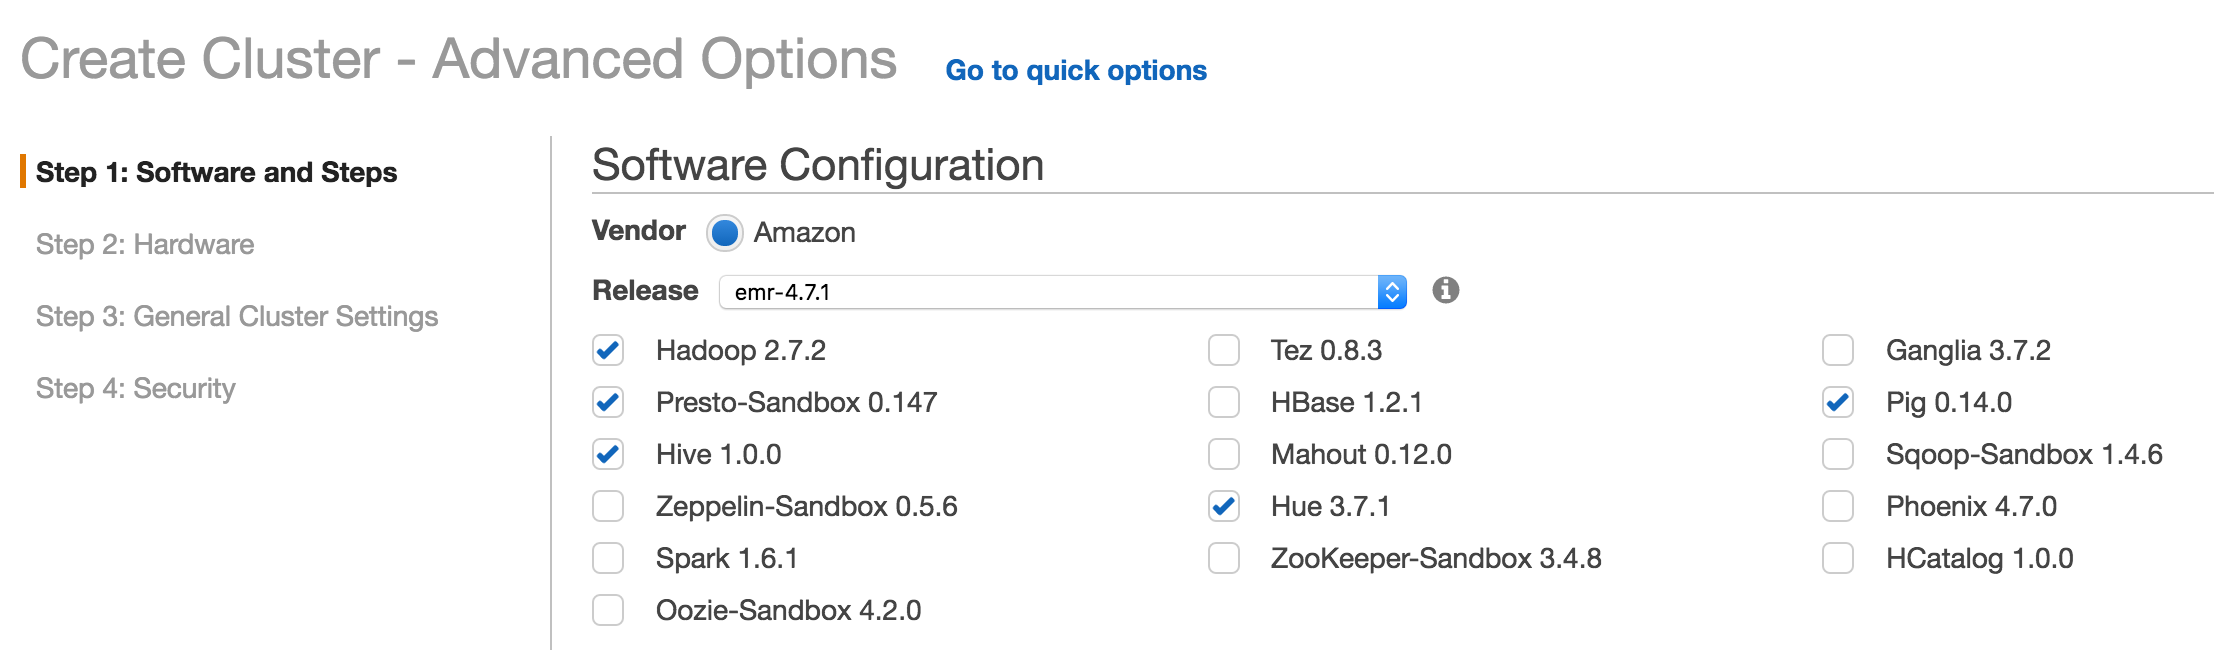 Create Cluster - Advanced Options Go to quick options
Step 1: Software and Steps
Step 2: Hardware
Step 3: General Cluster Settings
Step 4: Security
Software Configuration
Vendor Amazon
Release emr-4.7.1
Hadoop 2.7.2 Tez 0.8.3 Ganglia 3.7.2
Presto-Sandbox 0.147 HBase 1.2.1 Pig 0.14.0
Hive 1.0.0 Mahout 0.12.0 Sqoop-Sandbox 1.4.6
Zeppelin-Sandbox 0.5.6 Hue 3.7.1 Phoenix 4.7.0
Spark 1.6.1 ZooKeeper-Sandbox 3.4.8 HCatalog 1.0.0
Oozie-Sandbox 4.2.0